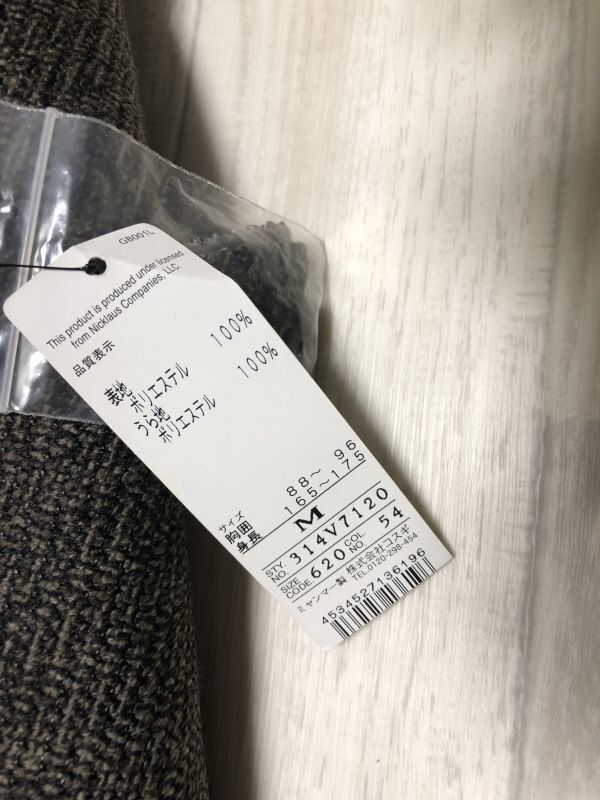 GB001L
This product is produced under licensed
from Nicklaus Companies, LLC.
品質表示
表地
ポリエステル 100%
うら地
ポリエステル 100%
サイズ
胸囲 88～ 96
身長 165～175
M
STY. NO. 314V7120
SIZE CODE. 620 COL. NO. 54
ミャンマー製 株式会社コスギ
TEL.0120-298-454
4534527136196